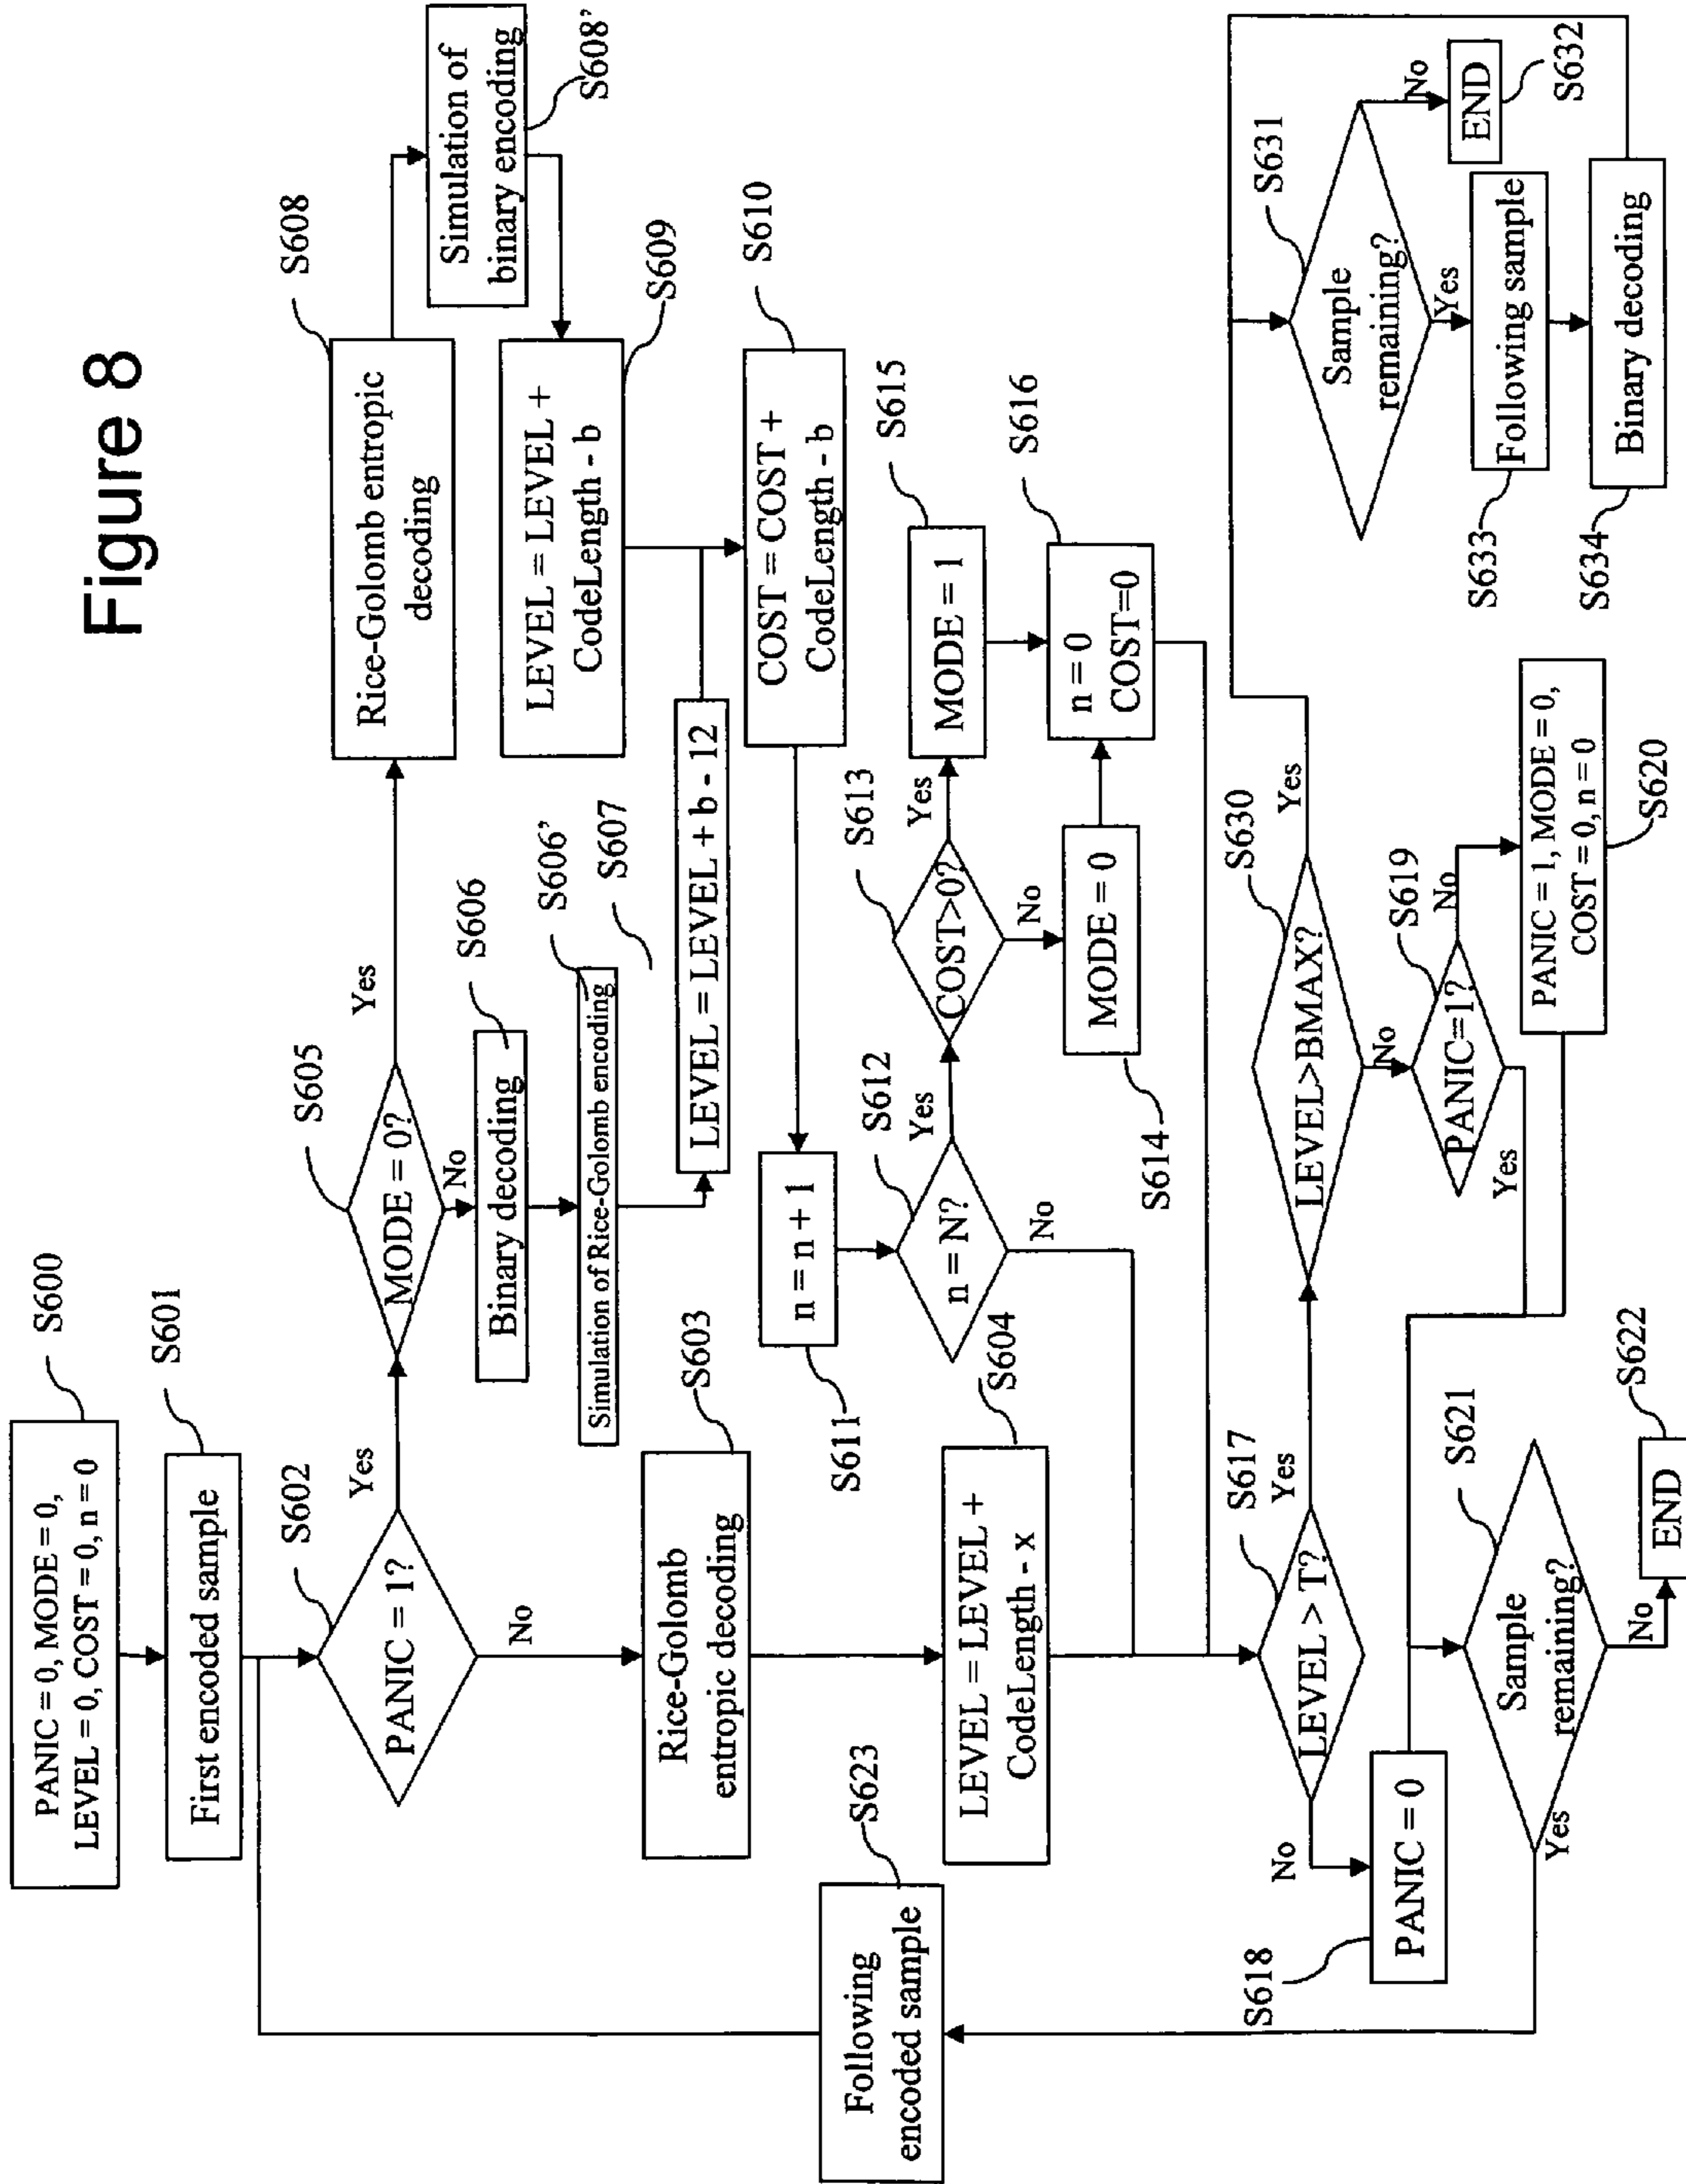 Figure 8
PANIC = 0, MODE = 0,
LEVEL = 0, COST = 0, n = 0
S600
First encoded sample
S601
PANIC = 1?
S602
Yes
No
MODE = 0?
S605
Yes
No
Rice-Golomb entropic
decoding
S608
Simulation of
binary encoding
S608'
Binary decoding
S606
Simulation of Rice-Golomb encoding
S606'
S607
LEVEL = LEVEL + b - 12
LEVEL = LEVEL +
CodeLength - b
S609
COST = COST +
CodeLength - b
S610
Rice-Golomb
entropic decoding
S603
LEVEL = LEVEL +
CodeLength - x
S604
n = n + 1
S611
n = N?
S612
Yes
No
COST>0?
S613
Yes
No
MODE = 0
S614
MODE = 1
S615
n = 0
COST=0
S616
LEVEL > T?
S617
Yes
No
PANIC = 0
S618
LEVEL>BMAX?
S630
Yes
No
PANIC=1?
S619
No
Yes
PANIC = 1, MODE = 0,
COST = 0, n = 0
S620
Sample
remaining?
S621
Yes
No
END
S622
Following
encoded sample
S623
Sample
remaining?
S631
No
Yes
END
S632
Following sample
S633
Binary decoding
S634